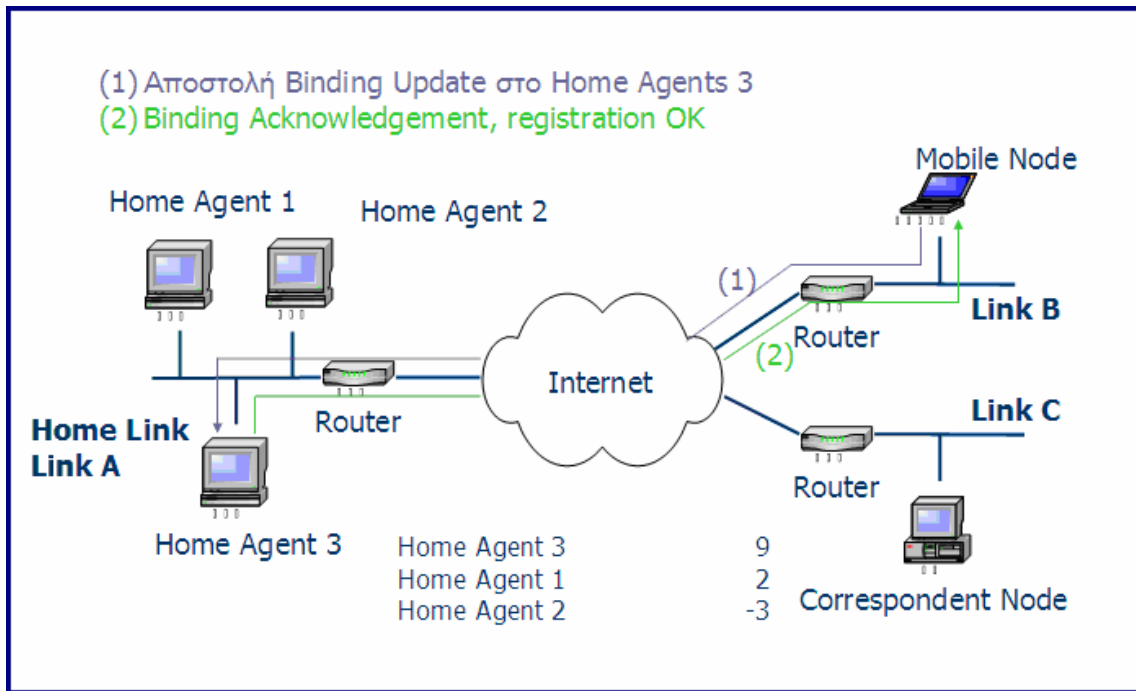 (1) Αποστολή Binding Update στο Home Agents 3
(2) Binding Acknowledgement, registration OK
Mobile Node
Home Agent 1
Home Agent 2
(1)
Link B
Router
(2)
Internet
Router
Home Link
Link A
Link C
Router
Home Agent 3
Home Agent 3 9
Home Agent 1 2
Home Agent 2 -3
Correspondent Node